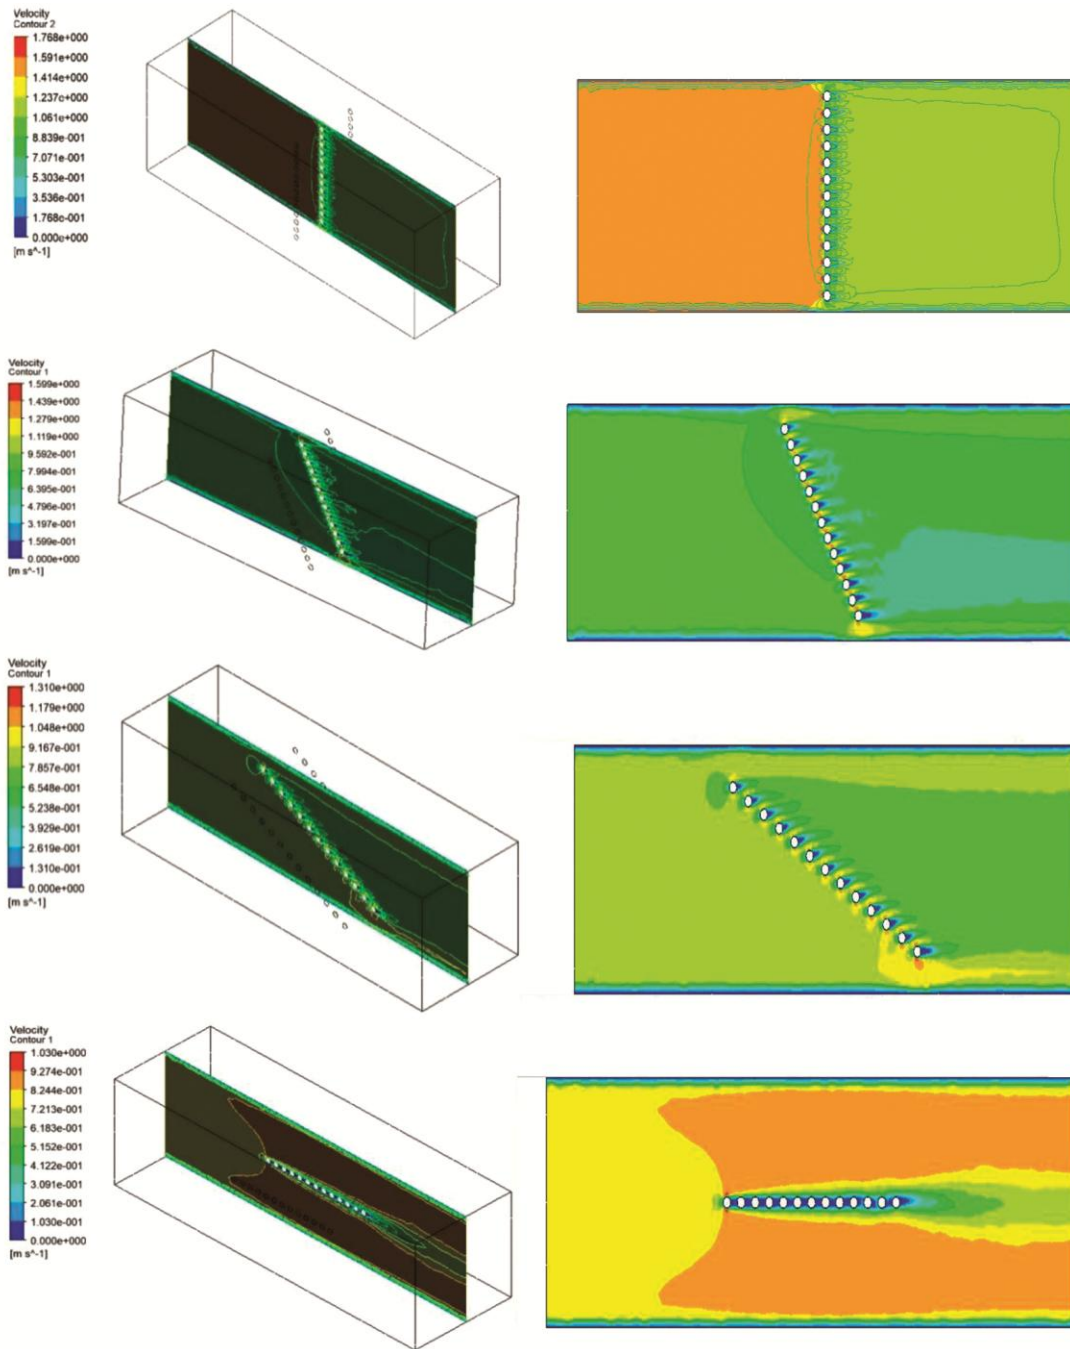 Velocity
Contour 2
1.768e+000
1.591e+000
1.414e+000
1.237e+000
1.061e+000
8.839e-001
7.071e-001
5.303e-001
3.536e-001
1.768e-001
0.000e+000
[m s^-1]
Velocity
Contour 1
1.599e+000
1.439e+000
1.279e+000
1.119e+000
9.592e-001
7.994e-001
6.395e-001
4.796e-001
3.197e-001
1.599e-001
0.000e+000
[m s^-1]
Velocity
Contour 1
1.310e+000
1.179e+000
1.048e+000
9.167e-001
7.857e-001
6.548e-001
5.238e-001
3.929e-001
2.619e-001
1.310e-001
0.000e+000
[m s^-1]
Velocity
Contour 1
1.030e+000
9.274e-001
8.244e-001
7.213e-001
6.183e-001
5.152e-001
4.122e-001
3.091e-001
2.061e-001
1.030e-001
0.000e+000
[m s^-1]